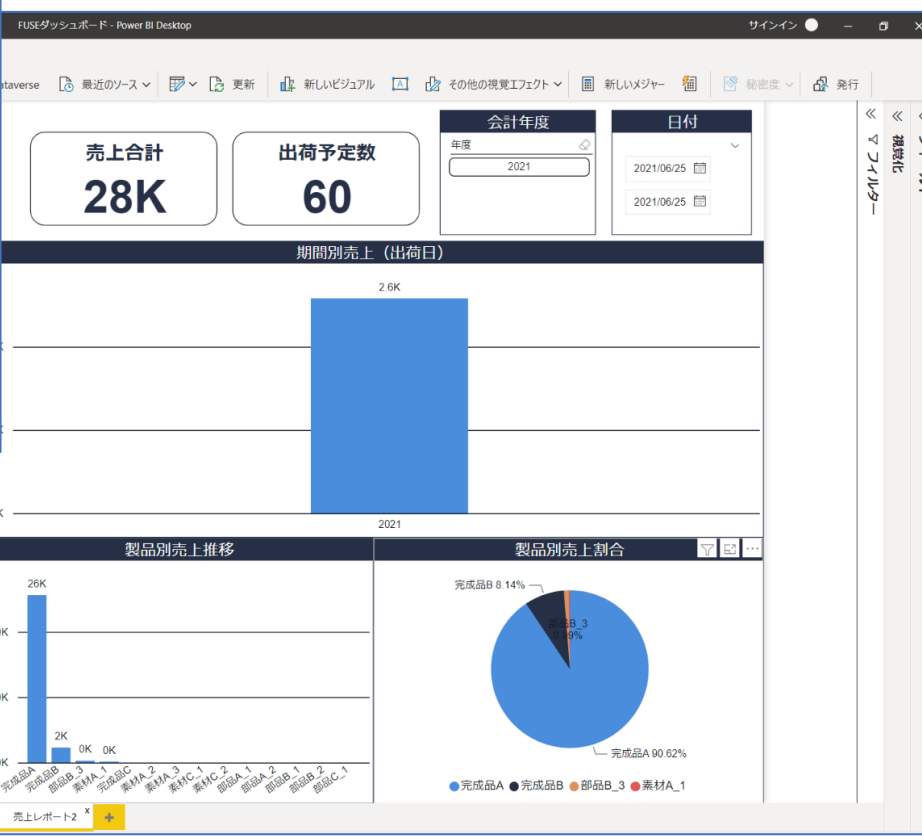 FUSEダッシュボード - Power BI Desktop
サインイン
ataverse 最近のソース 更新 新しいビジュアル その他の視覚エフェクト 新しいメジャー 秘密度 発行
売上合計
28K
出荷予定数
60
会計年度
年度
2021
日付
2021/06/25
2021/06/25
フィルター
視覚化
期間別売上（出荷日）
2.6K
2021
製品別売上推移
26K
2K
0K
0K
完成品A
完成品B
部品B_3
素材A_1
完成品C
素材A_2
素材A_3
素材C_1
素材C_2
部品A_1
部品A_2
部品B_1
部品B_2
部品C_1
製品別売上割合
完成品B 8.14%
部品B_3
完成品A 90.62%
完成品A 完成品B 部品B_3 素材A_1
売上レポート2